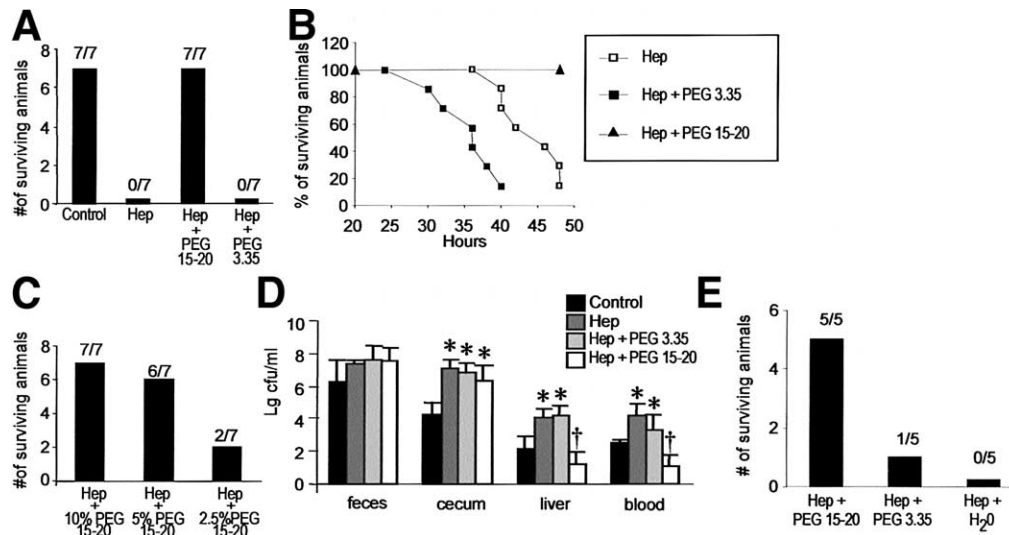 A
#of surviving animals
8
6
4
2
0
7/7
0/7
7/7
0/7
Control
Hep
Hep
+
PEG
15-20
Hep
+
PEG
3.35
B
% of surviving animals
120
100
80
60
40
20
0
20 25 30 35 40 45 50
Hours
Hep
Hep + PEG 3.35
Hep + PEG 15-20
C
#of surviving animals
8
6
4
2
0
7/7
6/7
2/7
Hep
+
10% PEG
15-20
Hep
+
5% PEG
15-20
Hep
+
2.5%PEG
15-20
D
Lg cfu/ml
10
8
6
4
2
0
Control
Hep
Hep + PEG 3.35
Hep + PEG 15-20
* * *
* *
†
* *
†
feces cecum liver blood
E
# of surviving animals
6
4
2
0
5/5
1/5
0/5
Hep +
PEG 15-20
Hep +
PEG 3.35
Hep +
H20